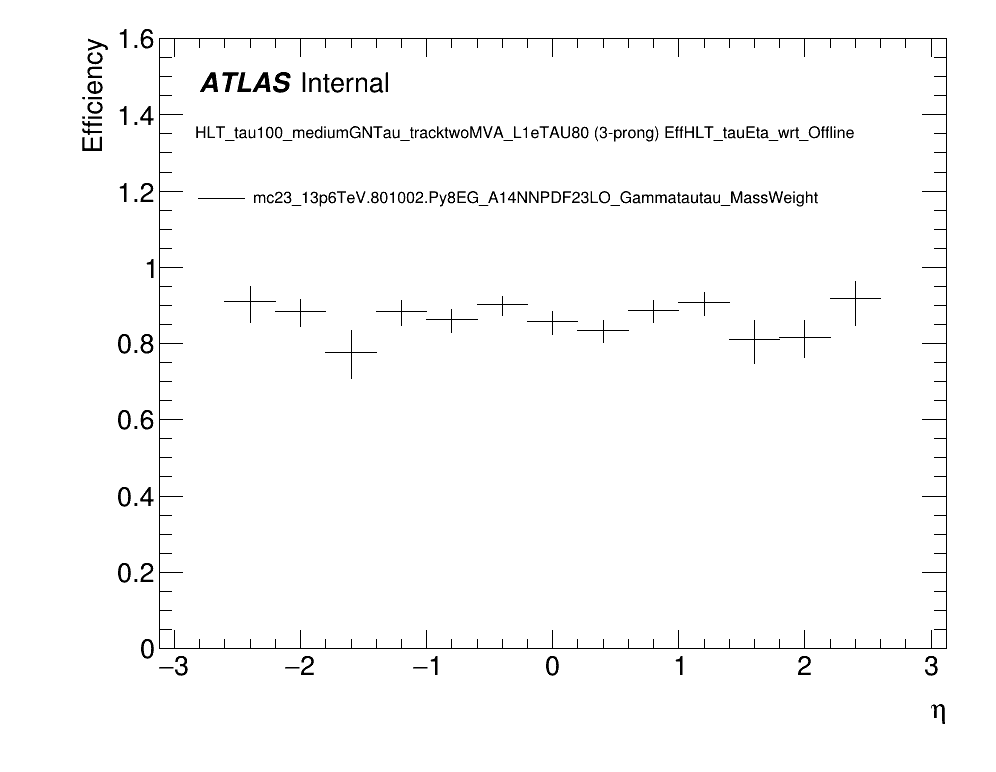 1.6
ATLAS Internal
Efficiency
1.4
HLT_tau100_mediumGNTau_tracktwoMVA_L1eTAU80 (3-prong) EffHLT_tauEta_wrt_Offline
1.2
mc23_13p6TeV.801002.Py8EG_A14NNPDF23LO_Gammatautau_MassWeight
1
0.8
0.6
0.4
0.2
0
−3 −2 −1 0 1 2 3
η